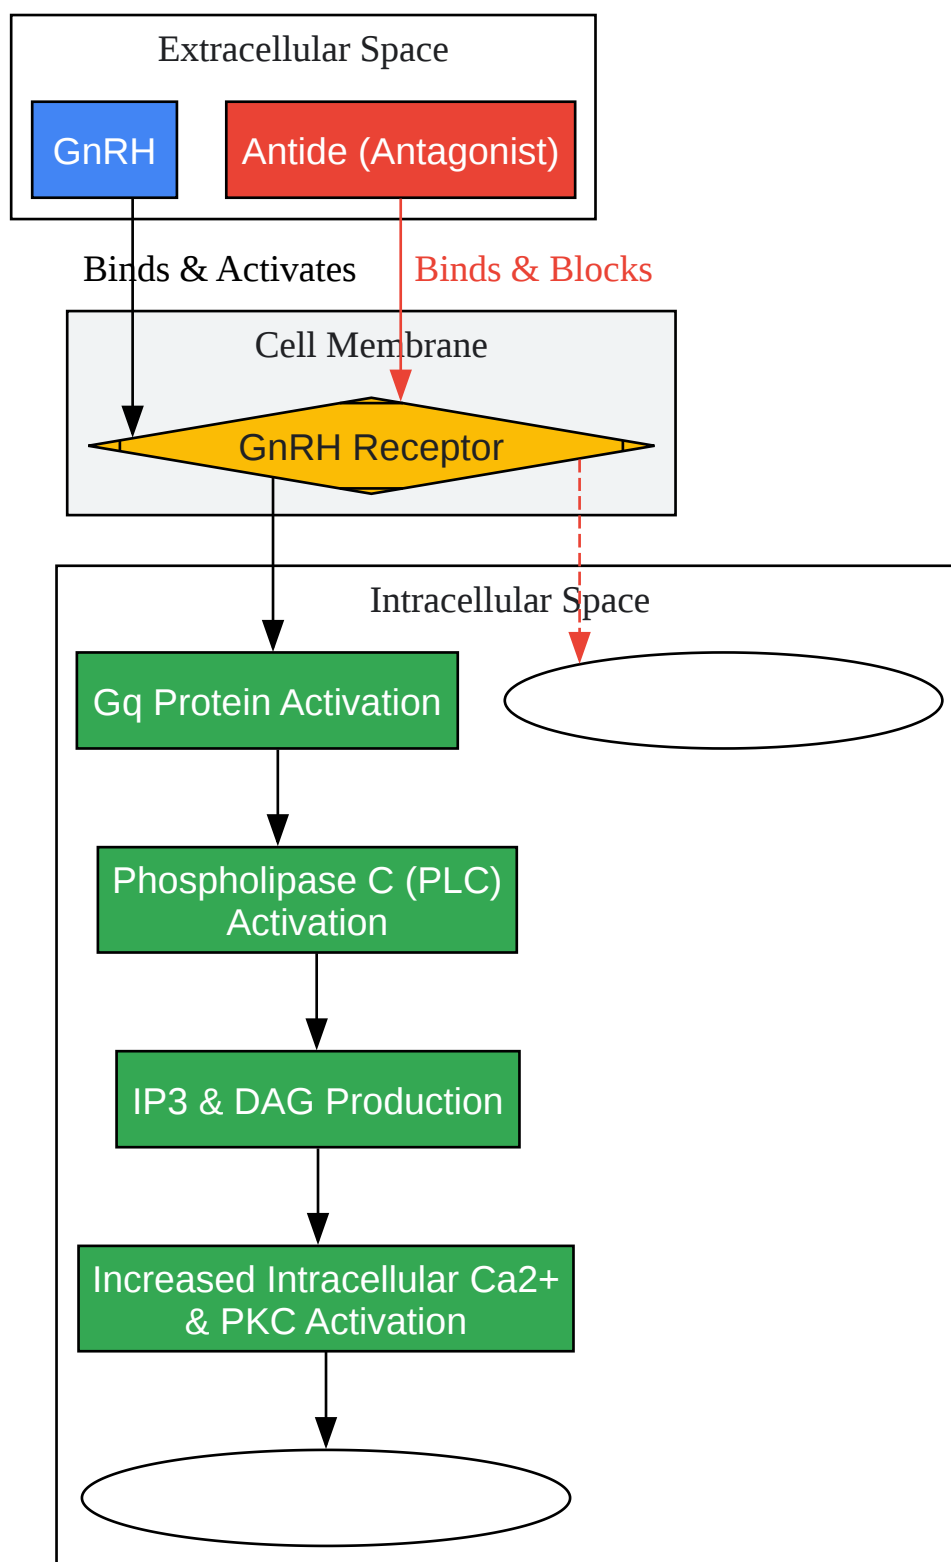 Extracellular Space
GnRH
Antide (Antagonist)
Binds & Activates
Binds & Blocks
Cell Membrane
GnRH Receptor
Intracellular Space
Gq Protein Activation
Phospholipase C (PLC)
Activation
IP3 & DAG Production
Increased Intracellular Ca2+
& PKC Activation